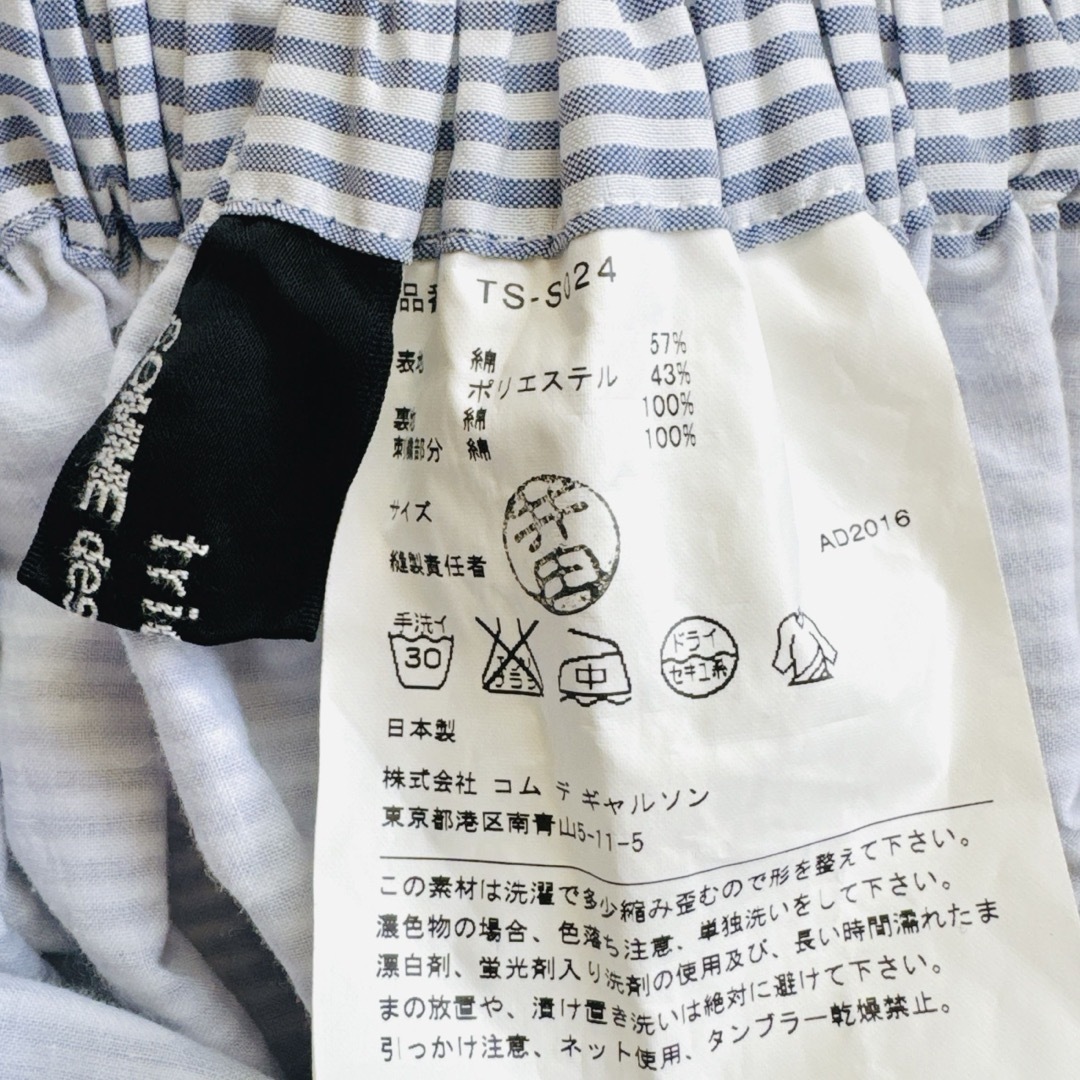 COMME des
tri
品番 TS-S024
表地 綿 57%
ポリエステル 43%
裏地 綿 100%
刺繍部分 綿 100%
サイズ
縫製責任者
井口
AD2016
手洗イ
30
エンソ
サラシ
中
ドライ
セキユ系
日本製
株式会社 コム デ ギャルソン
東京都港区南青山5-11-5
この素材は洗濯で多少縮み歪むので形を整えて下さい。
濃色物の場合、色落ち注意、単独洗いをして下さい。
漂白剤、蛍光剤入り洗剤の使用及び、長い時間濡れたま
まの放置や、漬け置き洗いは絶対に避けて下さい。
引っかけ注意、ネット使用、タンブラー乾燥禁止。